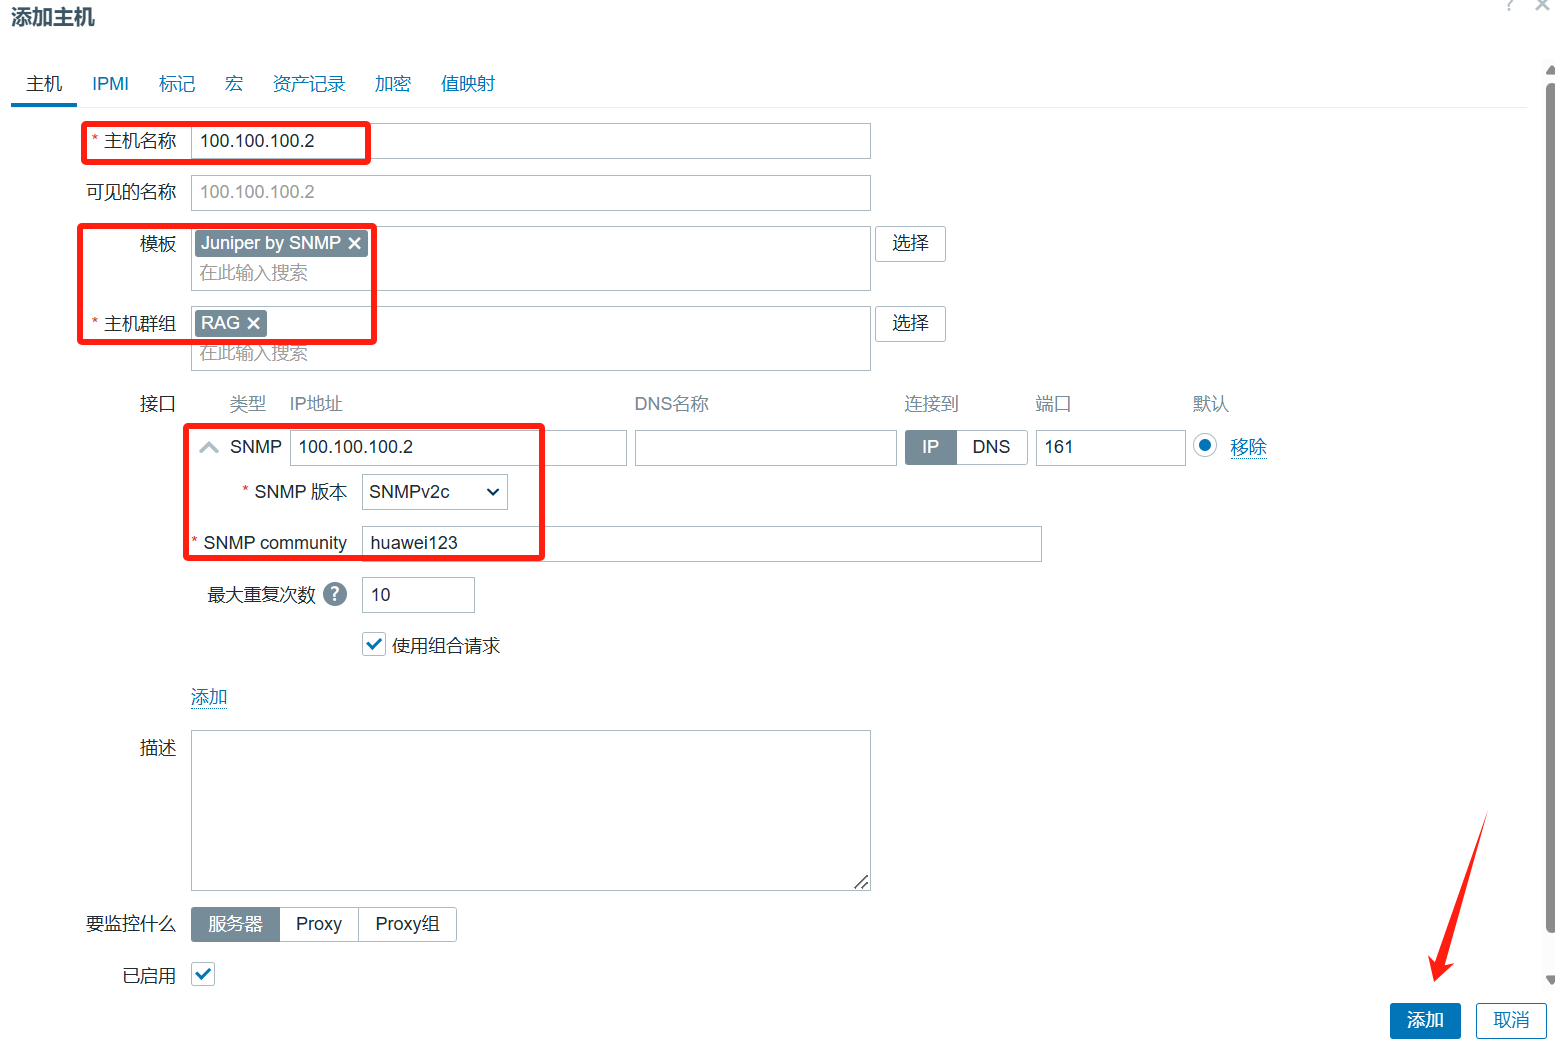 添加主机
? ×
主机 IPMI 标记 宏 资产记录 加密 值映射
* 主机名称 100.100.100.2
可见的名称 100.100.100.2
模板 Juniper by SNMP × 选择
在此输入搜索
* 主机群组 RAG × 选择
在此输入搜索
接口 类型 IP地址 DNS名称 连接到 端口 默认
SNMP 100.100.100.2 IP DNS 161 移除
* SNMP 版本 SNMPv2c
* SNMP community huawei123
最大重复次数 ? 10
使用组合请求
添加
描述
要监控什么 服务器 Proxy Proxy组
已启用
添加 取消